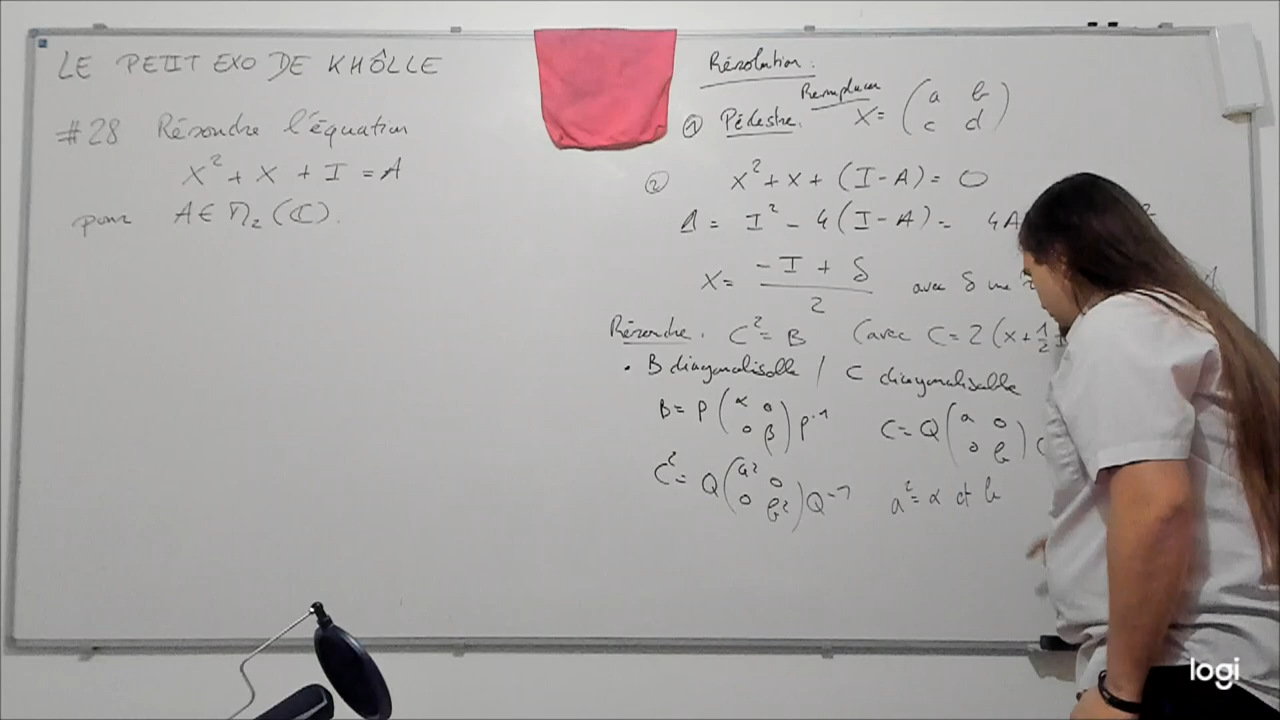 LE PETIT EXO DE KHÔLLE
#28 Résoudre l'équation
X² + X + I = A
pour A ∈ M₂(ℂ).
Résolution :
① Pédestre. Remplacer X = (a b
c d)
② X² + X + (I - A) = 0
Δ = I² - 4(I - A) = 4A
X = (-I + δ)/2 avec δ une
Résoudre. C² = B (avec C = 2(X + 1/2
• B diagonalisable / C diagonalisable
B = P (α 0
0 β) P⁻¹ C = Q (a 0
0 b)
C² = Q (a² 0
0 b²) Q⁻¹ a² = α et b
logi